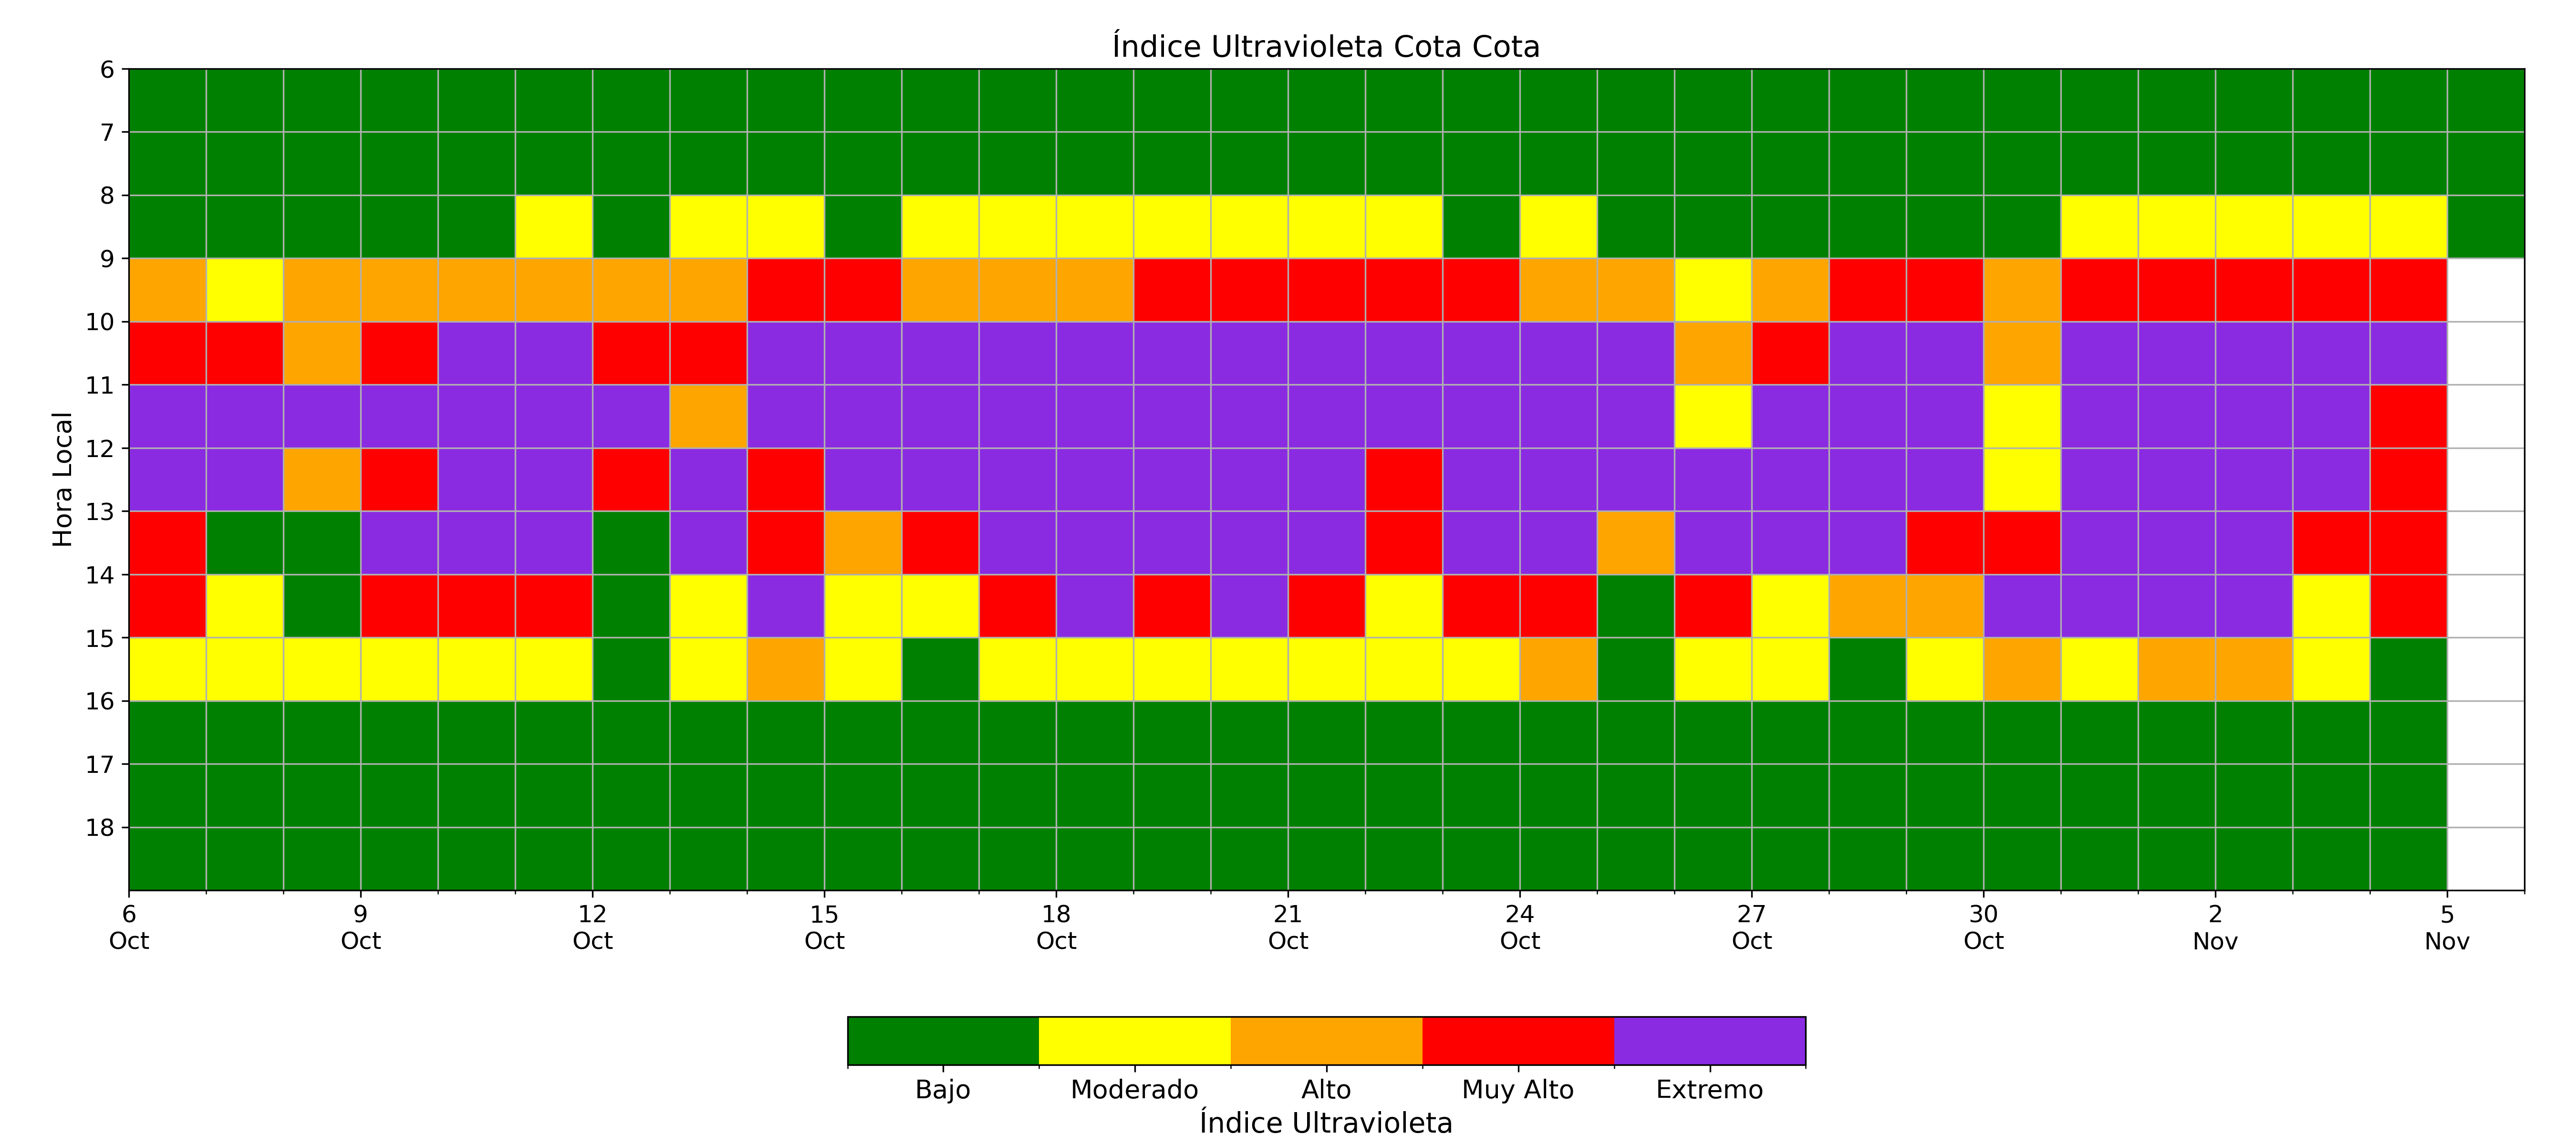 Índice Ultravioleta Cota Cota
Hora Local
6
7
8
9
10
11
12
13
14
15
16
17
18
6 9 12 15 18 21 24 27 30 2 5
Oct Oct Oct Oct Oct Oct Oct Oct Oct Nov Nov
Bajo Moderado Alto Muy Alto Extremo
Índice Ultravioleta